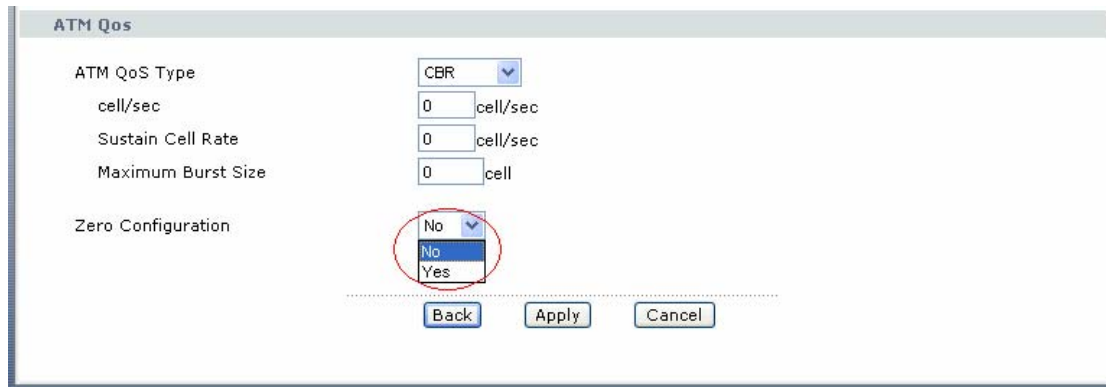 ATM Qos
ATM QoS Type CBR
cell/sec 0 cell/sec
Sustain Cell Rate 0 cell/sec
Maximum Burst Size 0 cell
Zero Configuration No
No
Yes
Back Apply Cancel